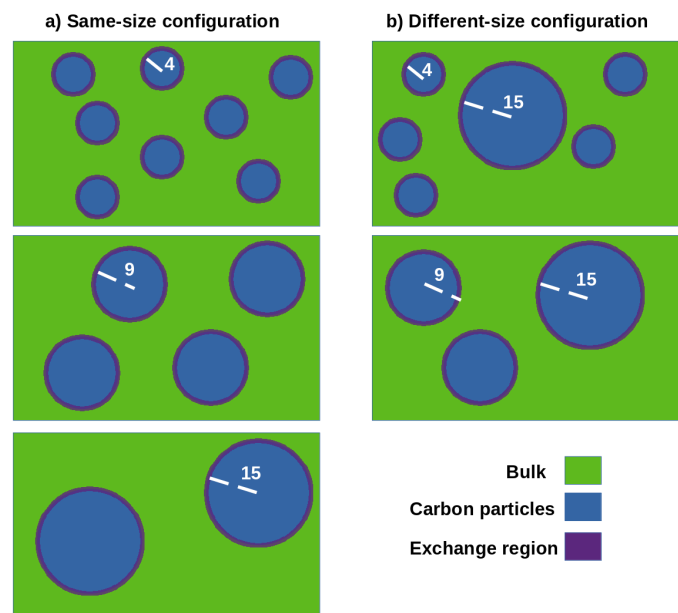 a) Same-size configuration
4
9
15
b) Different-size configuration
4
15
9
15
Bulk
Carbon particles
Exchange region